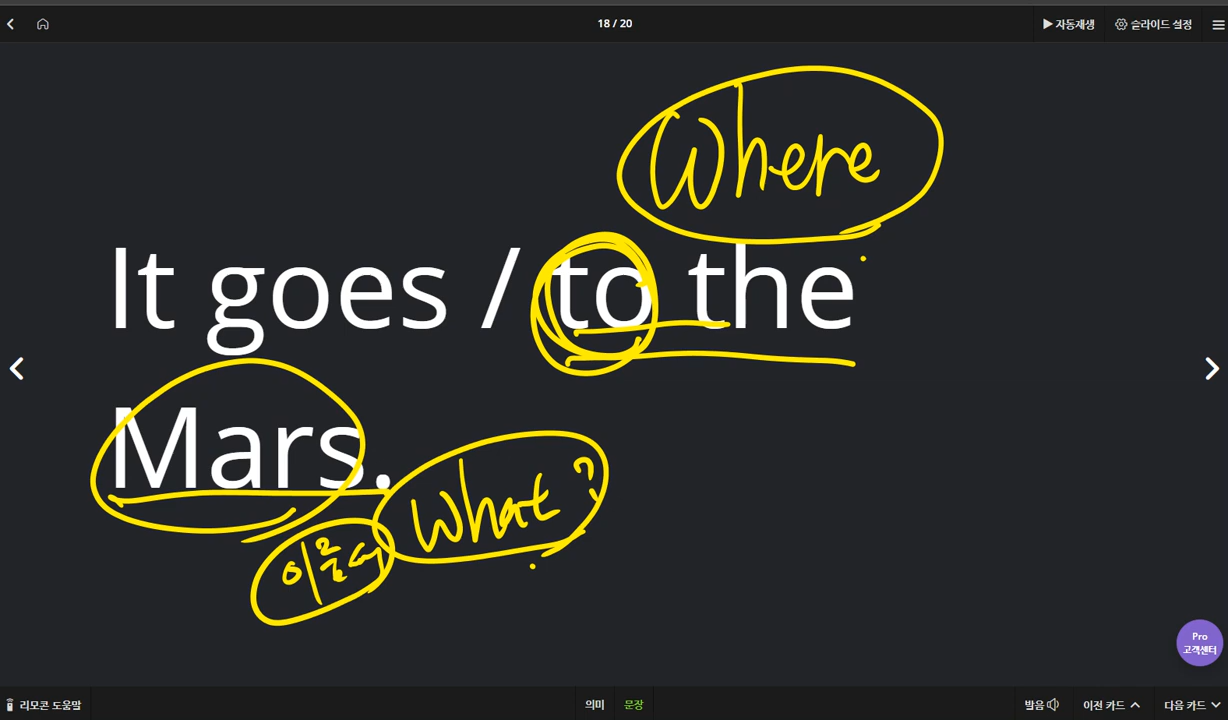 18 / 20
자동재생
슬라이드 설정
Where
It goes / to the
Mars.
What?
Pro
고객센터
리모콘 도움말
의미
문장
발음
이전 카드
다음 카드